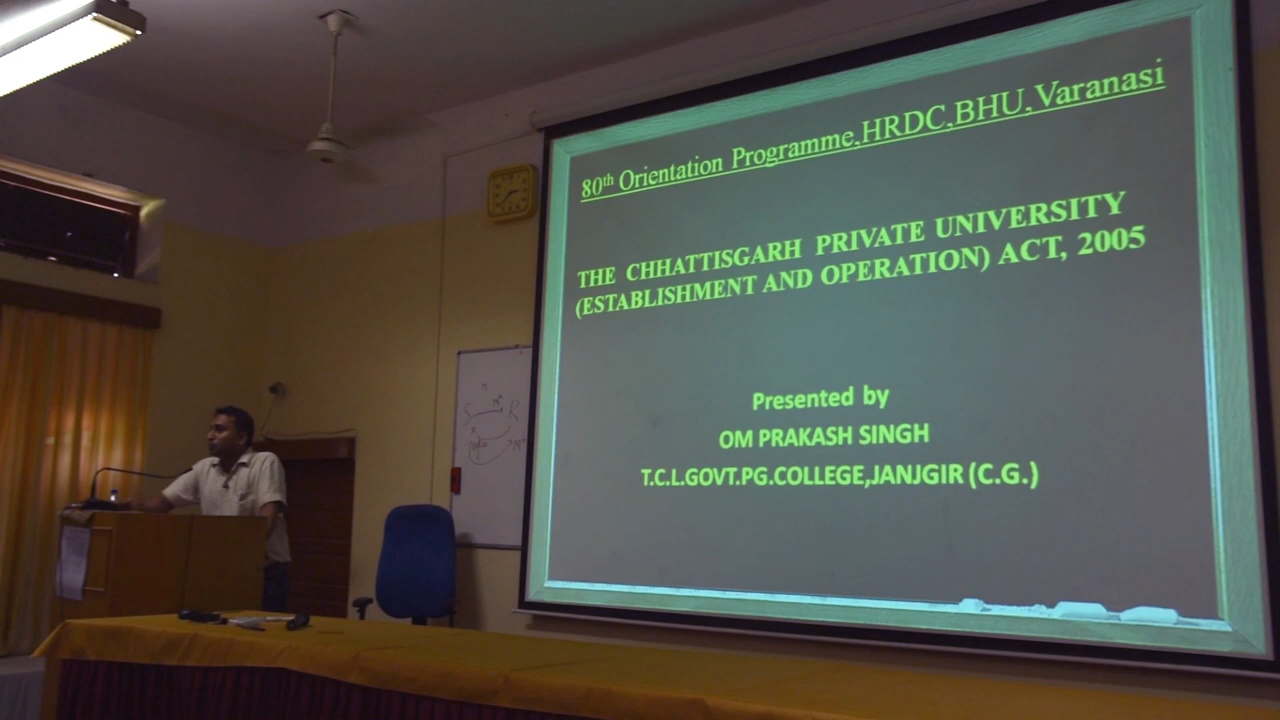 80th Orientation Programme,HRDC,BHU,Varanasi
THE CHHATTISGARH PRIVATE UNIVERSITY
(ESTABLISHMENT AND OPERATION) ACT, 2005
Presented by
OM PRAKASH SINGH
T.C.L.GOVT.PG.COLLEGE,JANJGIR (C.G.)
S
R